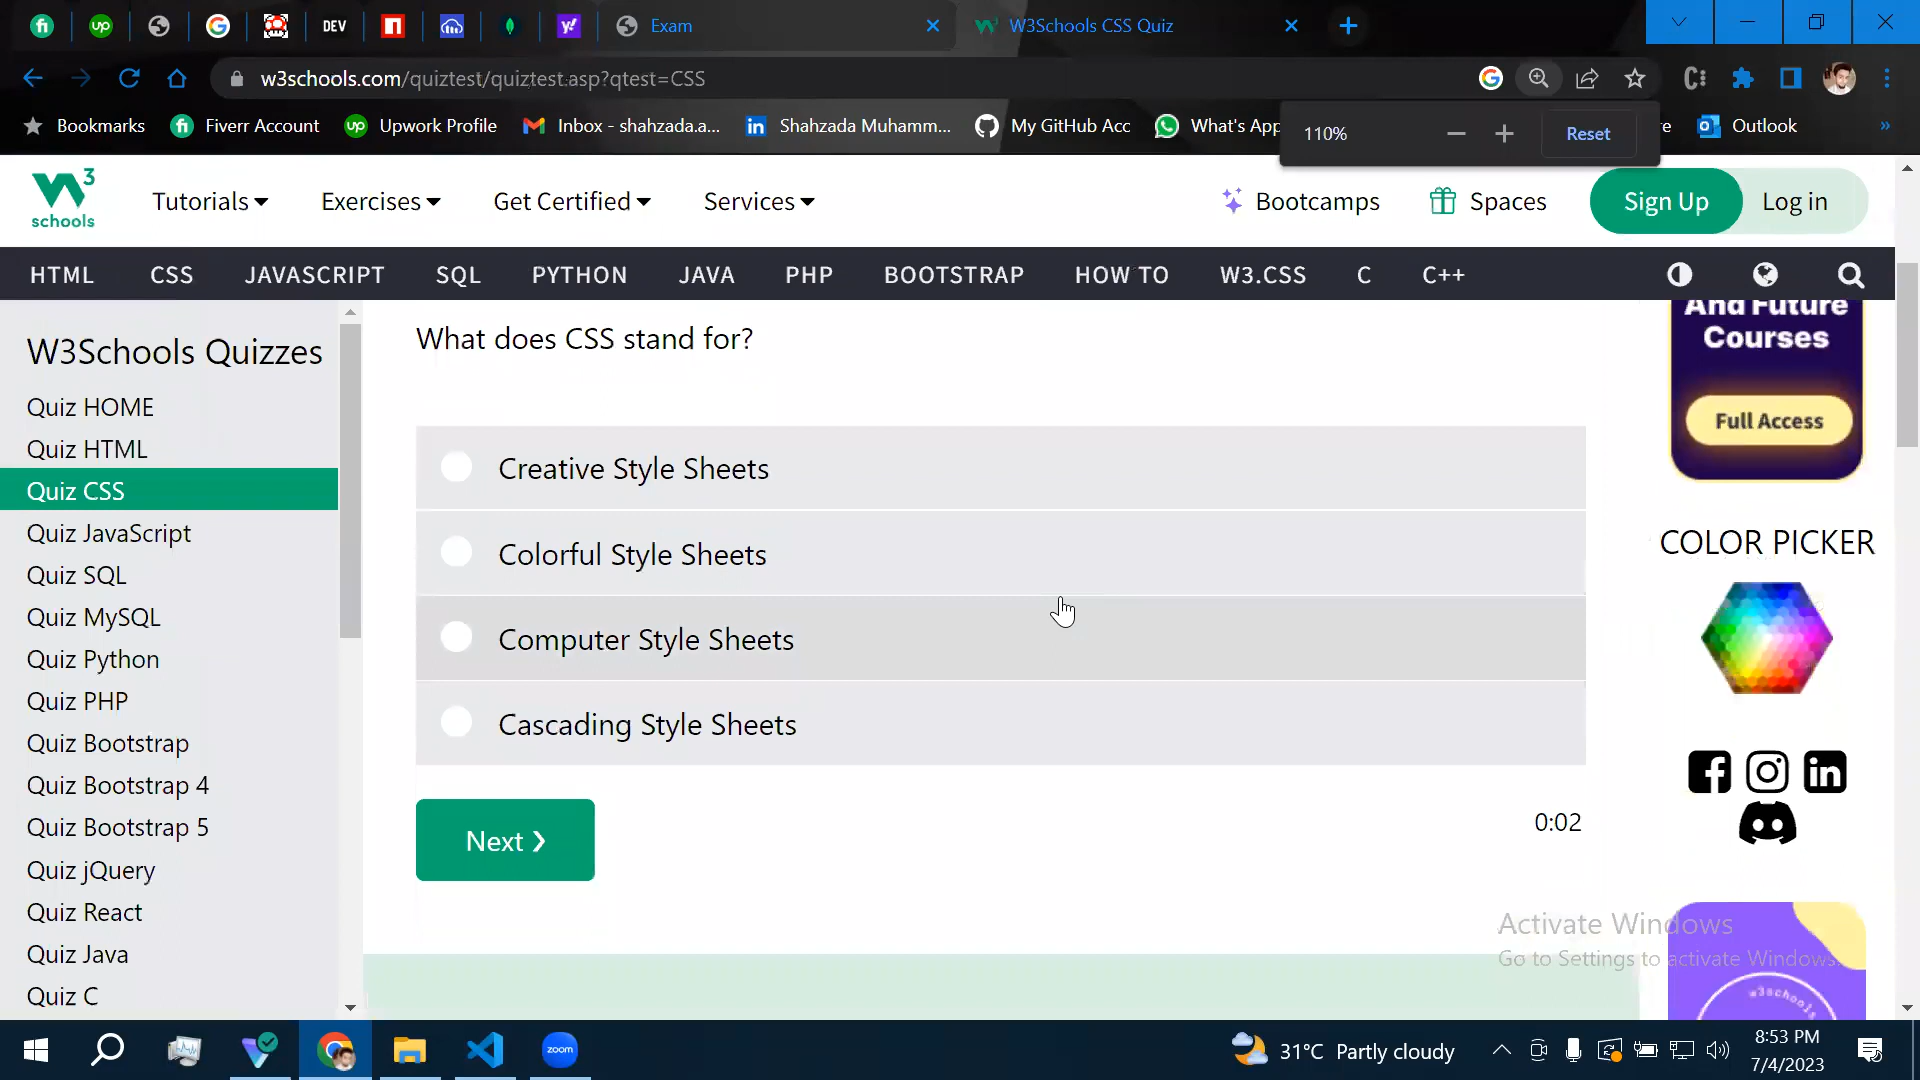 Exam
W3Schools CSS Quiz
DEV
w3schools.com/quiztest/quiztest.asp?qtest=CSS
Bookmarks
Fiverr Account
Upwork Profile
Inbox - shahzada.a...
Shahzada Muhamm...
My GitHub Acc
What's App
Outlook
110%
Reset
schools
Tutorials
Exercises
Get Certified
Services
Bootcamps
Spaces
Sign Up
Log in
HTML
CSS
JAVASCRIPT
SQL
PYTHON
JAVA
PHP
BOOTSTRAP
HOW TO
W3.CSS
C
C++
W3Schools Quizzes
Quiz HOME
Quiz HTML
Quiz CSS
Quiz JavaScript
Quiz SQL
Quiz MySQL
Quiz Python
Quiz PHP
Quiz Bootstrap
Quiz Bootstrap 4
Quiz Bootstrap 5
Quiz jQuery
Quiz React
Quiz Java
Quiz C
What does CSS stand for?
Creative Style Sheets
Colorful Style Sheets
Computer Style Sheets
Cascading Style Sheets
Next ❯
0:02
And Future
Courses
Full Access
COLOR PICKER
w3schools
Activate Windows
Go to Settings to activate Windows.
zoom
31°C Partly cloudy
8:53 PM
7/4/2023